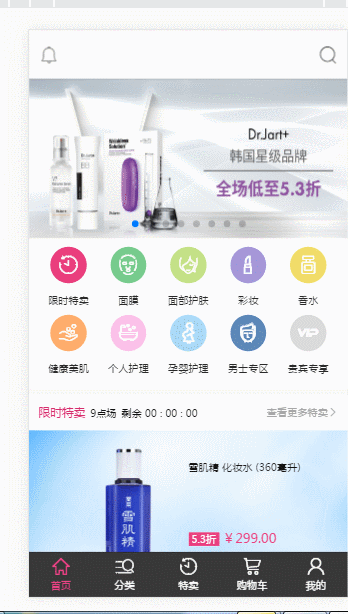 Dr.Jart+
韩国星级品牌
全场低至5.3折
限时特卖 面膜 面部护肤 彩妆 香水
VIP
健康美肌 个人护理 孕婴护理 男士专区 贵宾专享
限时特卖 9点场 剩余 00 : 00 : 00 查看更多特卖 >
雪肌精 化妆水 (360毫升)
雪肌精
5.3折 ¥ 299.00
首页 分类 特卖 购物车 我的